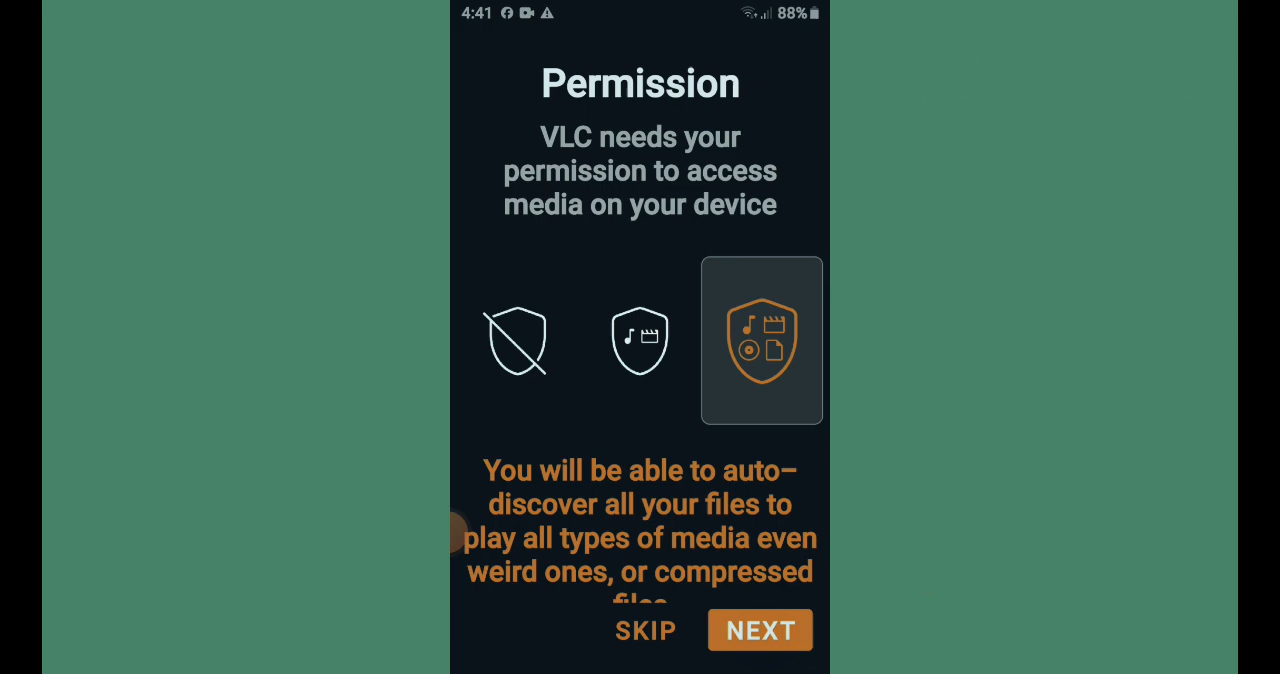 4:41 88%
Permission
VLC needs your
permission to access
media on your device
You will be able to auto–
discover all your files to
play all types of media even
weird ones, or compressed
files
SKIP NEXT